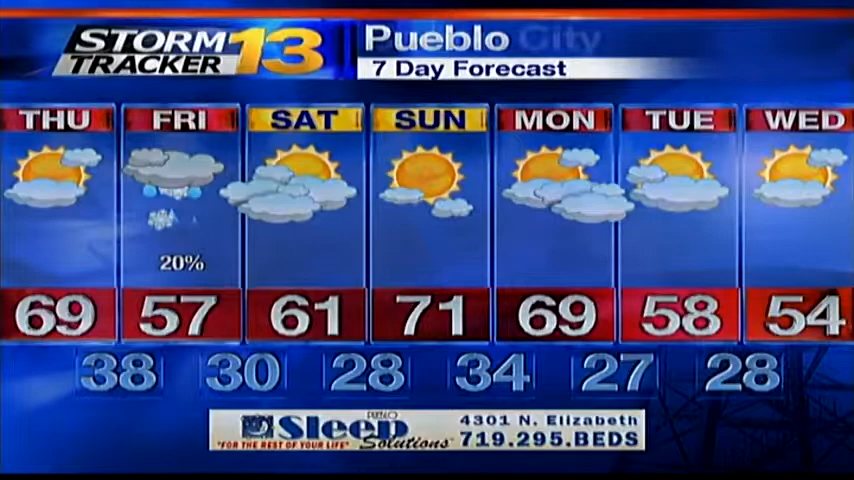 STORM TRACKER 13
Pueblo City
7 Day Forecast
THU FRI SAT SUN MON TUE WED
20%
69 57 61 71 69 58 54
38 30 28 34 27 28
PUEBLO
Sleep Solutions
"FOR THE REST OF YOUR LIFE"
4301 N. Elizabeth
719.295.BEDS